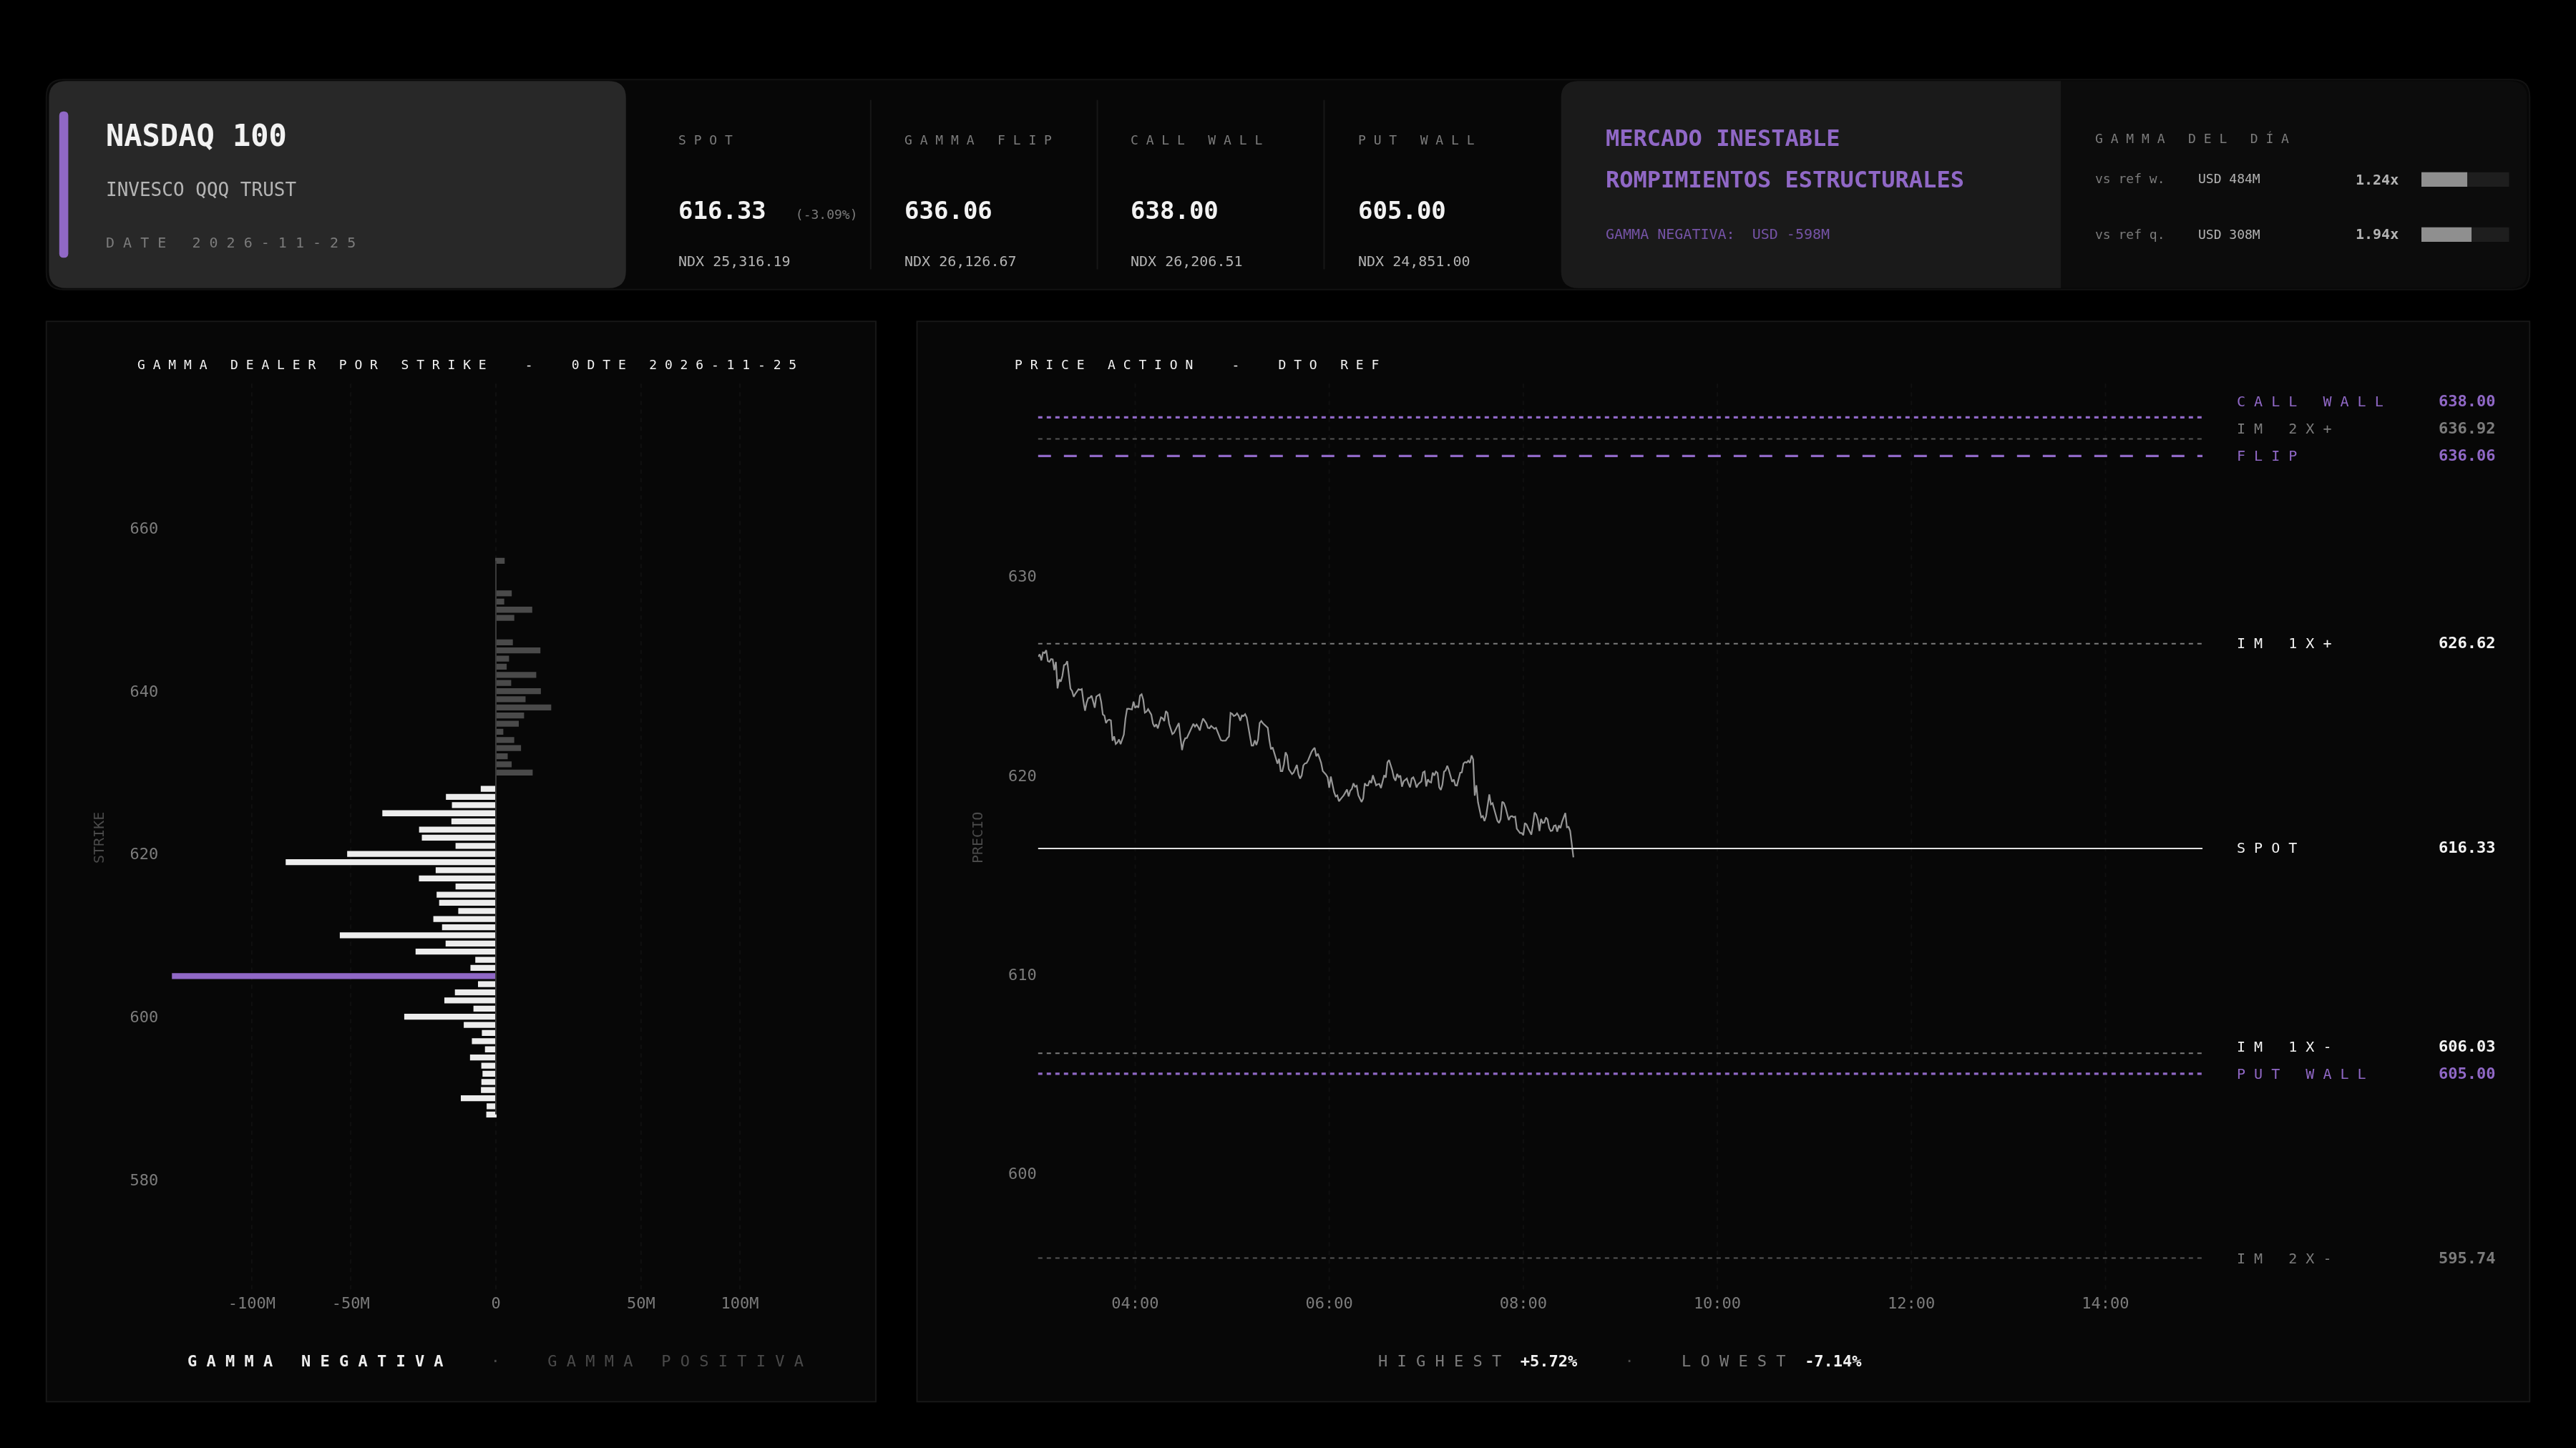 NASDAQ 100
INVESCO QQQ TRUST
DATE 2026-11-25
SPOT
616.33 (-3.09%)
NDX 25,316.19
GAMMA FLIP
636.06
NDX 26,126.67
CALL WALL
638.00
NDX 26,206.51
PUT WALL
605.00
NDX 24,851.00
MERCADO INESTABLE
ROMPIMIENTOS ESTRUCTURALES
GAMMA NEGATIVA: USD -598M
GAMMA DEL DÍA
vs ref w. USD 484M 1.24x
vs ref q. USD 308M 1.94x
GAMMA DEALER POR STRIKE - 0DTE 2026-11-25
STRIKE
660
640
620
600
580
-100M -50M 0 50M 100M
GAMMA NEGATIVA · GAMMA POSITIVA
PRICE ACTION - DTO REF
PRECIO
630
620
610
600
04:00 06:00 08:00 10:00 12:00 14:00
CALL WALL 638.00
IM 2X+ 636.92
FLIP 636.06
IM 1X+ 626.62
SPOT 616.33
IM 1X- 606.03
PUT WALL 605.00
IM 2X- 595.74
HIGHEST +5.72% · LOWEST -7.14%